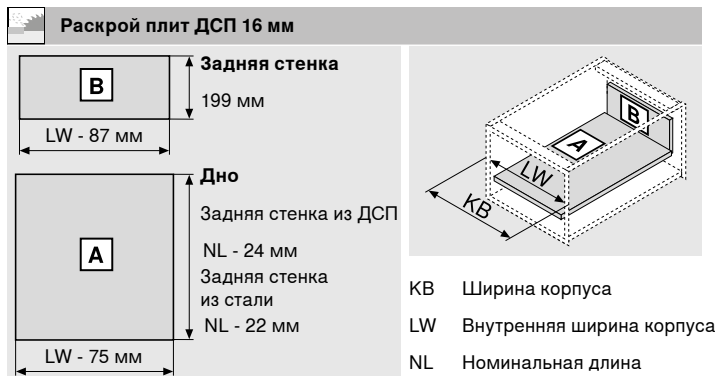 Раскрой плит ДСП 16 мм
B
Задняя стенка
199 мм
LW - 87 мм
A
Дно
Задняя стенка из ДСП
NL - 24 мм
Задняя стенка
из стали
NL - 22 мм
LW - 75 мм
B
A
LW
KB
KB Ширина корпуса
LW Внутренняя ширина корпуса
NL Номинальная длина